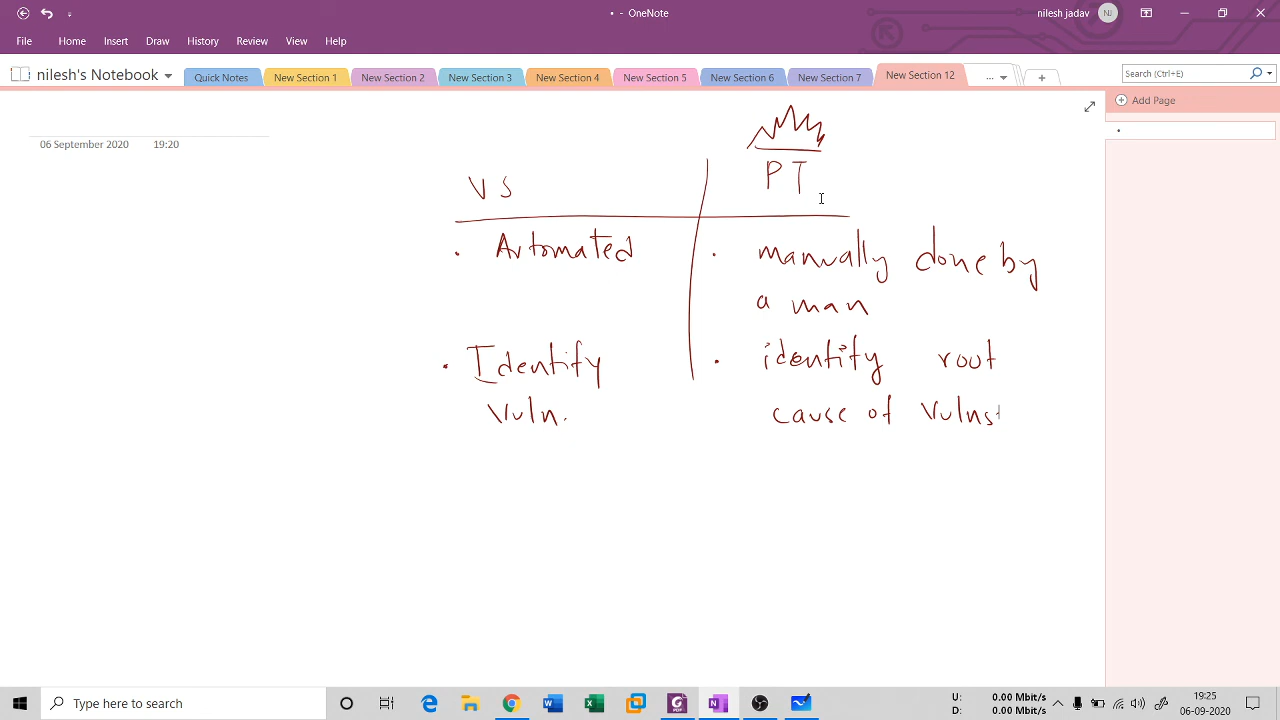 - OneNote
nilesh jadav
NJ
File Home Insert Draw History Review View Help
nilesh's Notebook
Quick Notes
New Section 1
New Section 2
New Section 3
New Section 4
New Section 5
New Section 6
New Section 7
New Section 12
...
Search (Ctrl+E)
Add Page
06 September 2020 19:20
VS
PT
• Automated
• manually done by
a man
• Identify
Vuln.
• identify root
cause of Vulns
Type here to search
U: 0.00 Mbit/s
D: 0.00 Mbit/s
19:25
06-09-2020